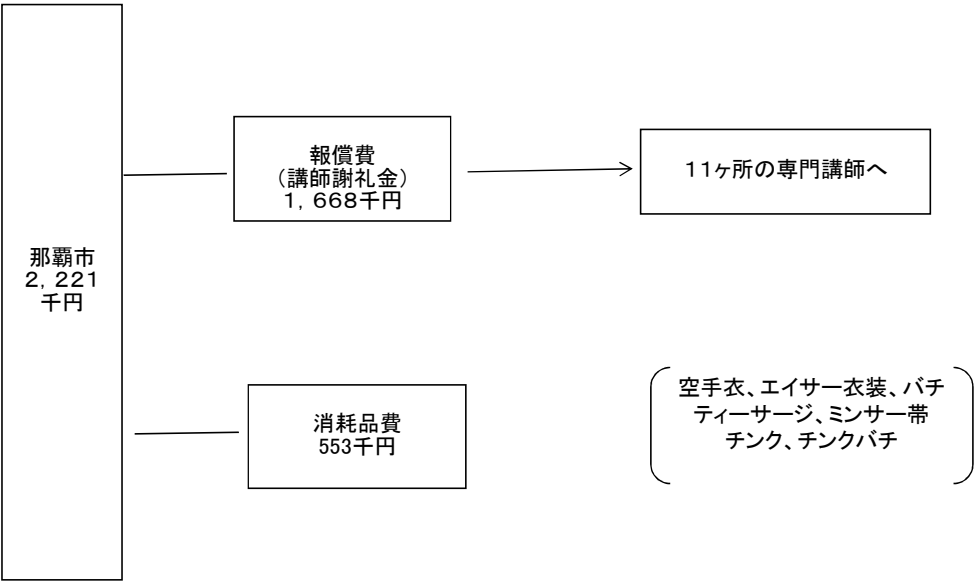 那覇市
２，２２１
千円
報償費
（講師謝礼金）
１，６６８千円
１１ヶ所の専門講師へ
消耗品費
553千円
空手衣、エイサー衣装、バチ
ティーサージ、ミンサー帯
チンク、チンクバチ